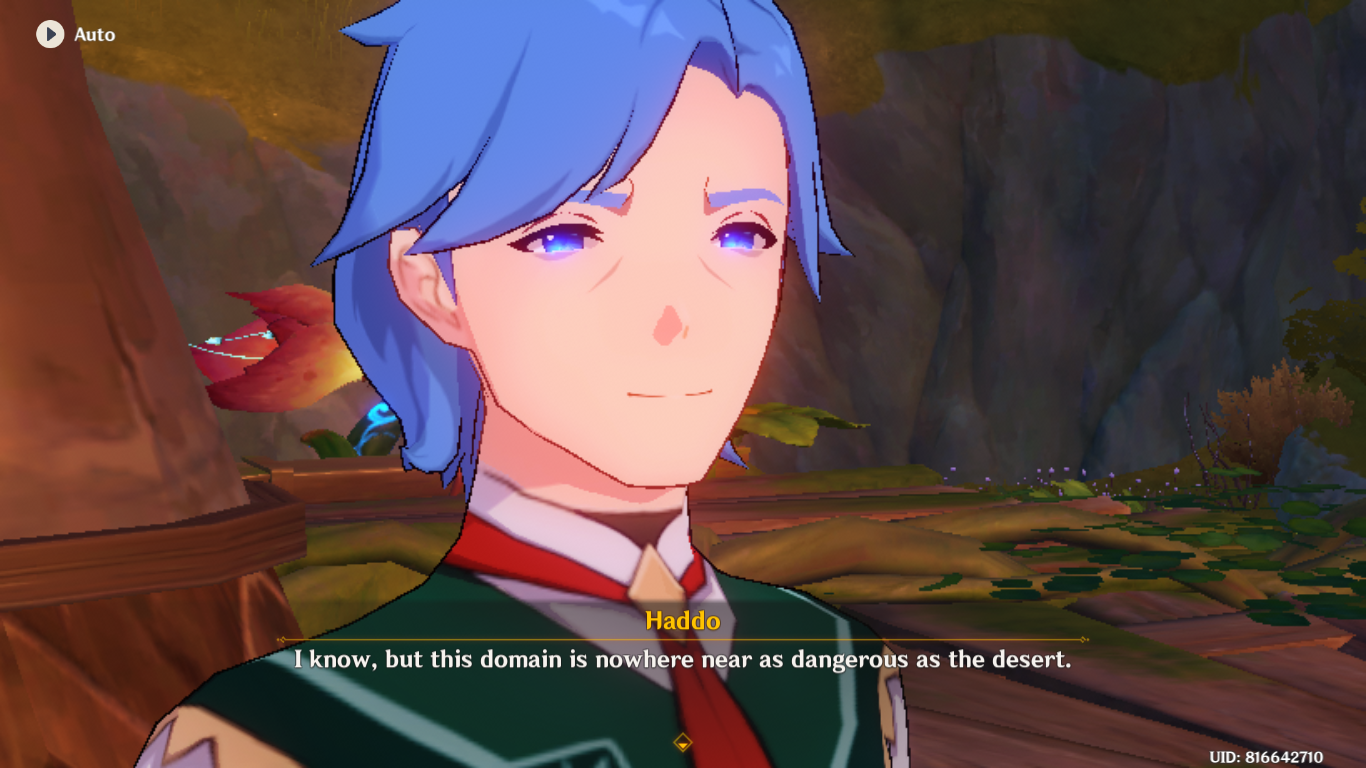 Auto
Haddo
I know, but this domain is nowhere near as dangerous as the desert.
UID: 816642710